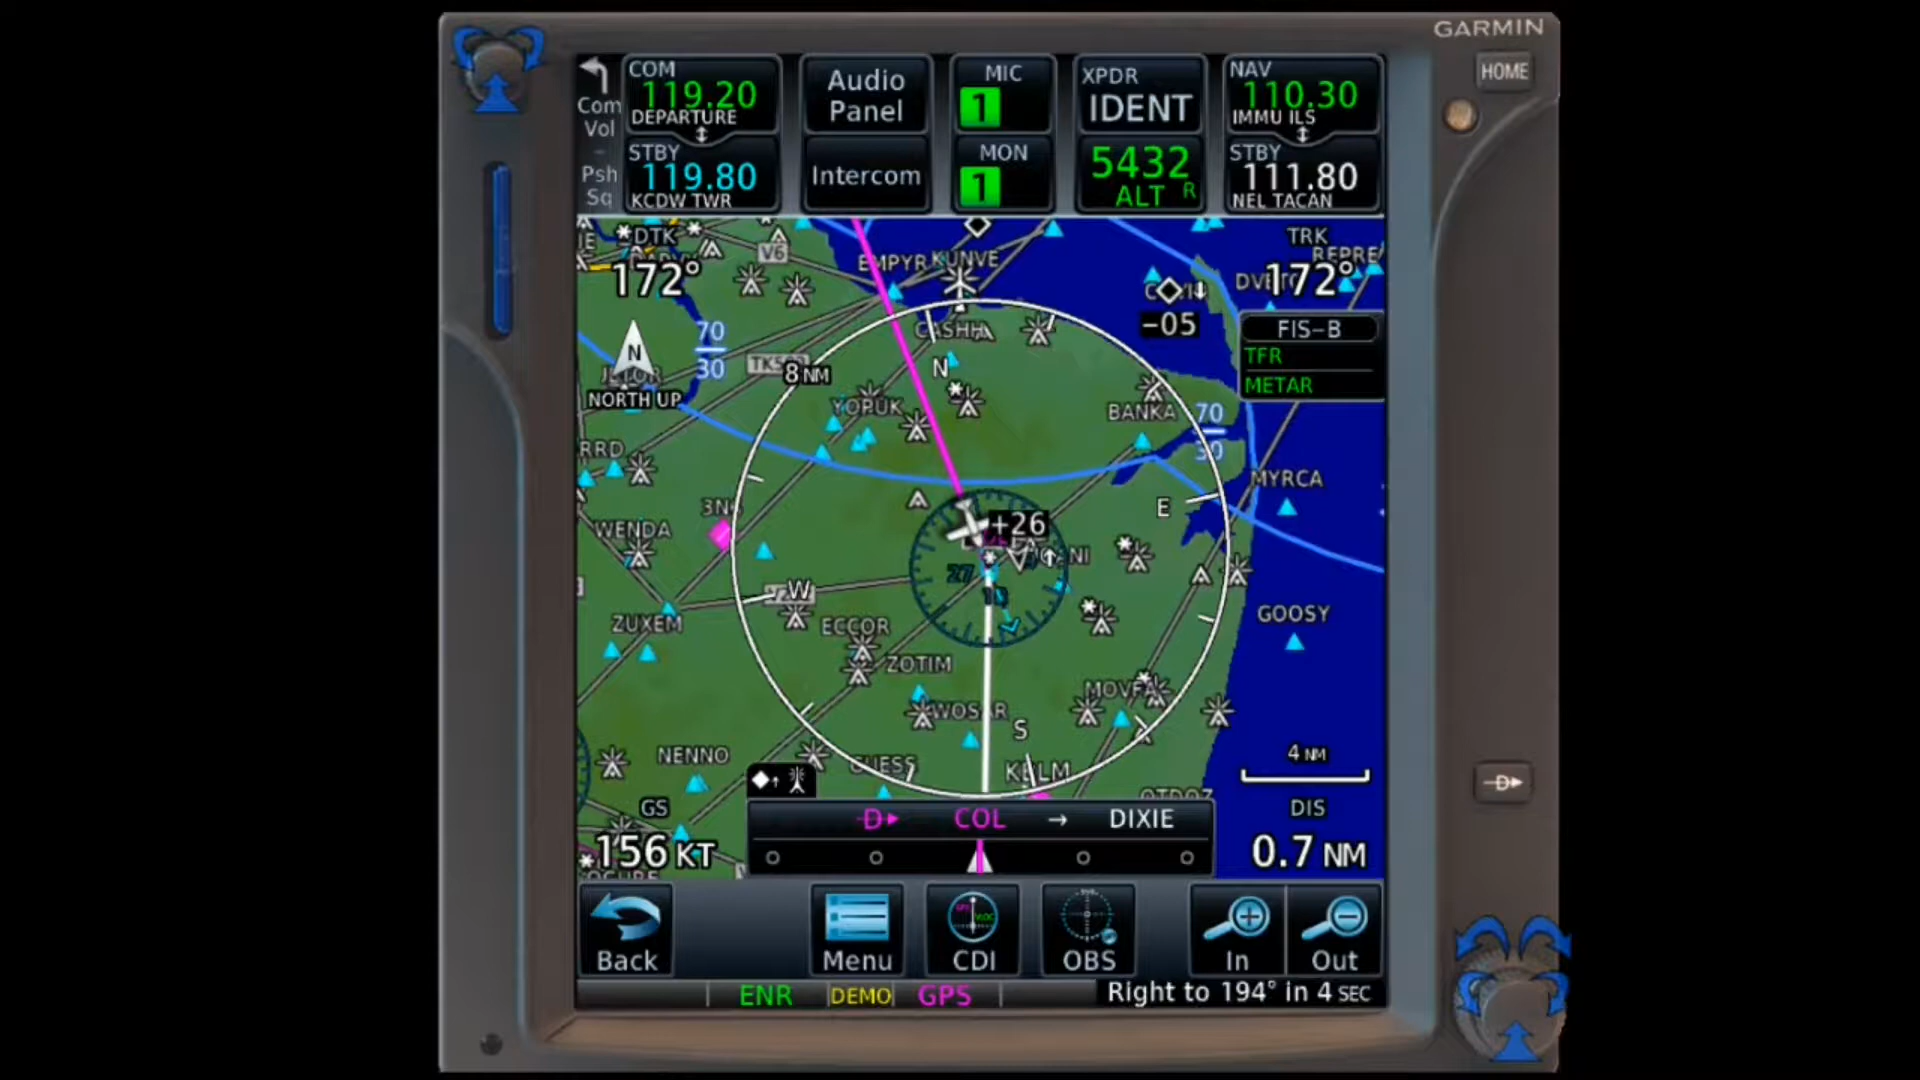 GARMIN
HOME
COM
119.20
DEPARTURE
STBY
119.80
KCDW TWR
Com
Vol
Psh
Sq
Audio
Panel
Intercom
MIC
1
MON
1
XPDR
IDENT
5432
ALT R
NAV
110.30
IMMU ILS
STBY
111.80
NEL TACAN
DTK
172°
V6
EMPYR
KUNVE
TRK
172°
N
NORTH UP
70
30
8 NM
CASHH
N
-05
FIS-B
TFR
METAR
YOPUK
BANKA
70
30
RRD
MYRCA
WENDA
E
+26
27
W
ZUXEM
ECCOR
ZOTIM
GOOSY
MOVFA
S
NENNO
GUESS
4 NM
GS
156 KT
DIS
0.7 NM
D
COL → DIXIE
D
Back
Menu
CDI
OBS
In
Out
ENR
DEMO
GPS
Right to 194° in 4 SEC